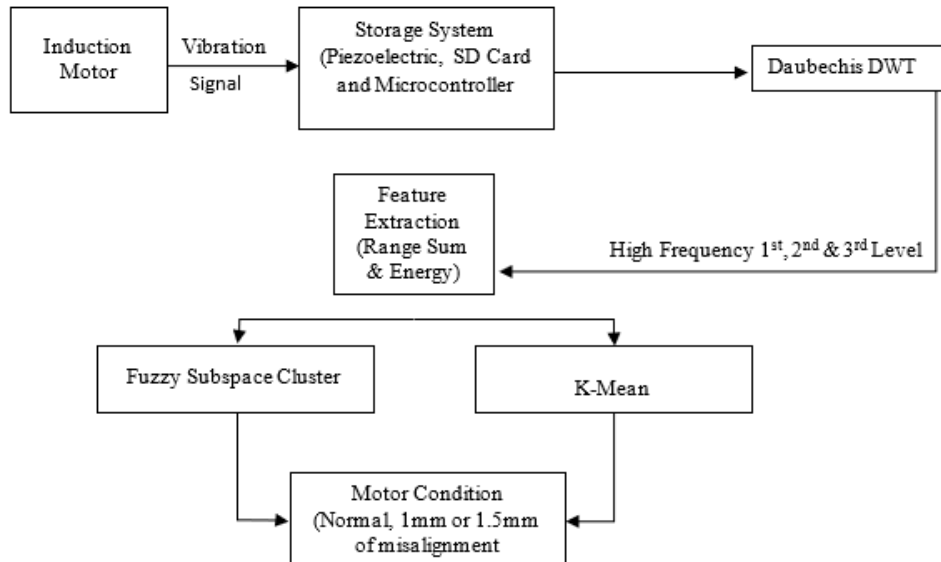 Induction
Motor
Vibration
Signal
Storage System
(Piezoelectric, SD Card
and Microcontroller
Daubechis DWT
High Frequency 1st, 2nd & 3rd Level
Feature
Extraction
(Range Sum
& Energy)
Fuzzy Subspace Cluster
K-Mean
Motor Condition
(Normal, 1mm or 1.5mm
of misalignment